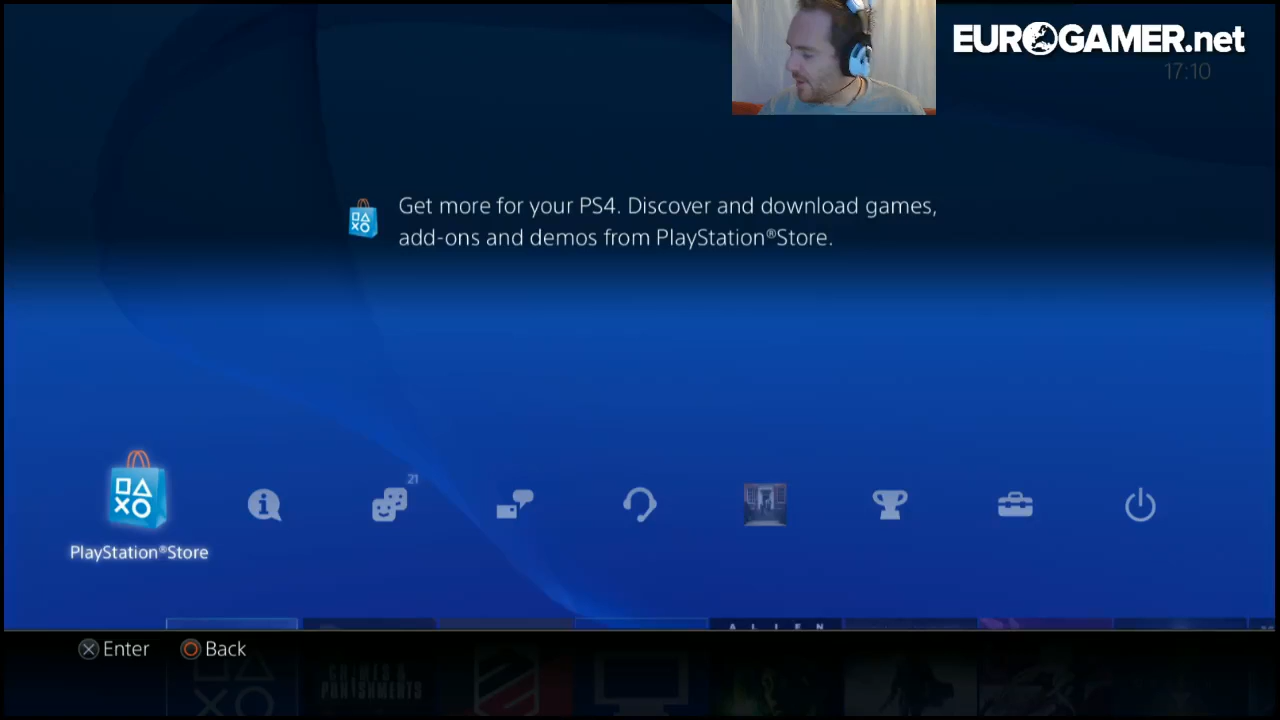 EUROGAMER.net
17:10
Get more for your PS4. Discover and download games,
add-ons and demos from PlayStation®Store.
21
PlayStation®Store
ALIEN
Enter
Back
CRIMES &
PUNISHMENTS